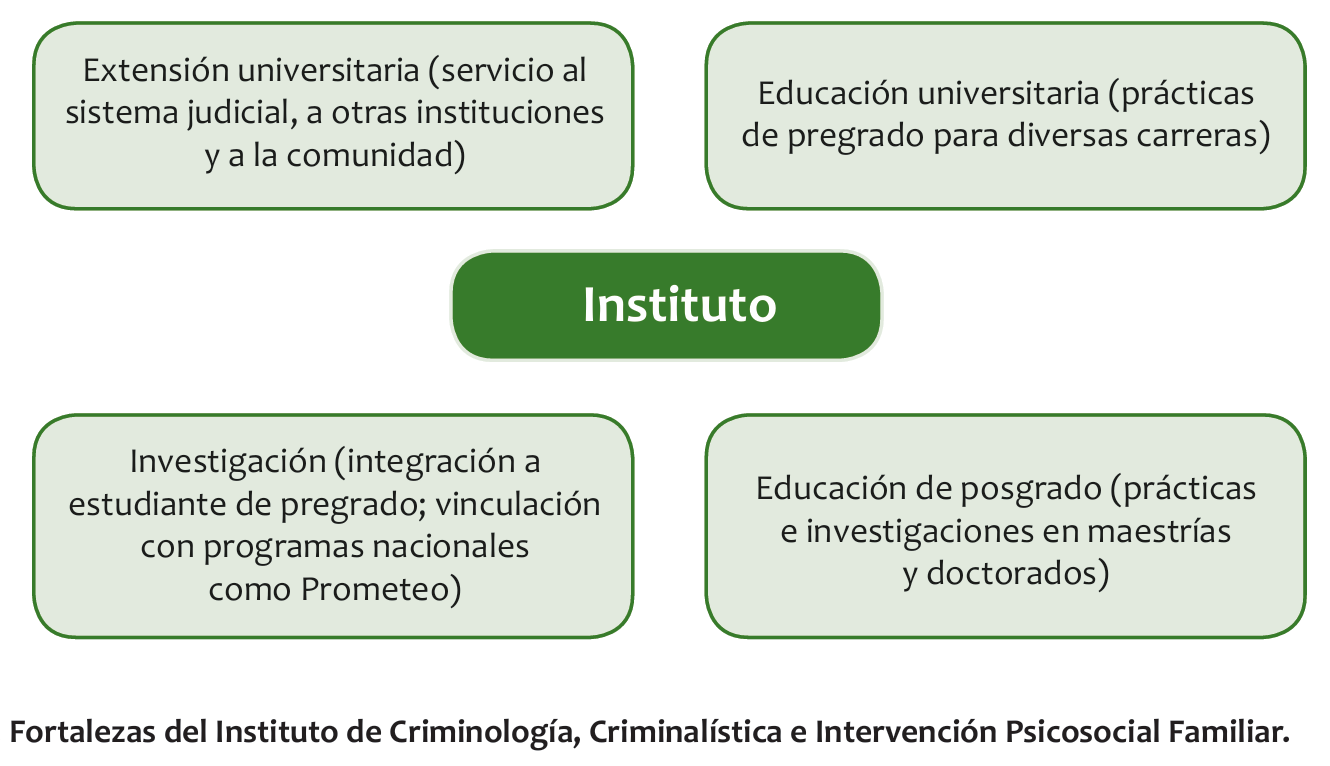 Extensión universitaria (servicio al
sistema judicial, a otras instituciones
y a la comunidad)
Educación universitaria (prácticas
de pregrado para diversas carreras)
Instituto
Investigación (integración a
estudiante de pregrado; vinculación
con programas nacionales
como Prometeo)
Educación de posgrado (prácticas
e investigaciones en maestrías
y doctorados)
Fortalezas del Instituto de Criminología, Criminalística e Intervención Psicosocial Familiar.